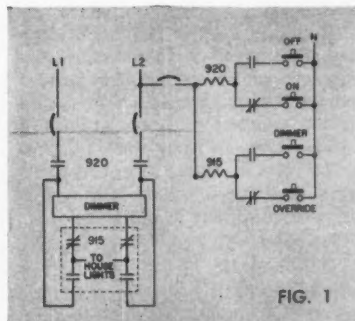 OFF
N
L1
L2
920
ON
920
DIMMER
DIMMER
915
915
TO
HOUSE
LIGHTS
OVERRIDE
FIG. 1